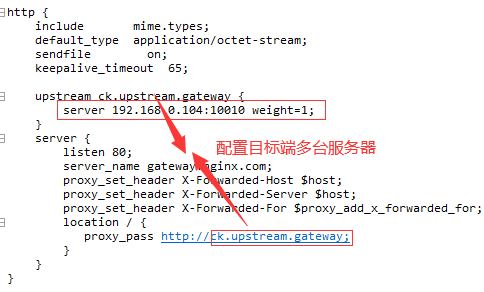 http {
include mime.types;
default_type application/octet-stream;
sendfile on;
keepalive_timeout 65;
upstream ck.upstream.gateway {
server 192.168.0.104:10010 weight=1;
}
配置目标端多台服务器
server {
listen 80;
server_name gateway.nginx.com;
proxy_set_header X-Forwarded-Host $host;
proxy_set_header X-Forwarded-Server $host;
proxy_set_header X-Forwarded-For $proxy_add_x_forwarded_for;
location / {
proxy_pass http://ck.upstream.gateway;
}
}
}